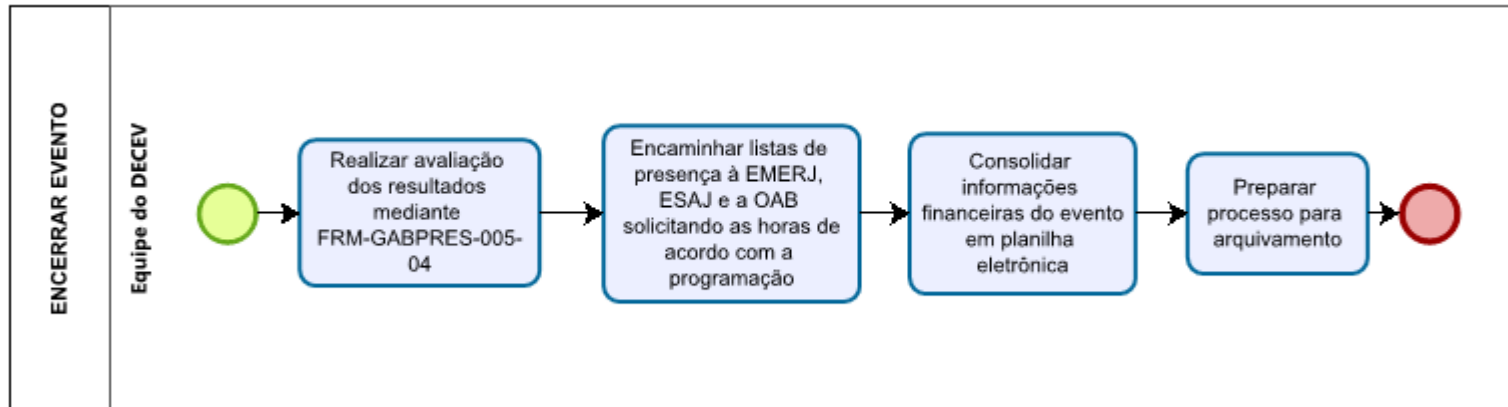 ENCERRAR EVENTO
Equipe do DECEV
Realizar avaliação
dos resultados
mediante
FRM-GABPRES-005-
04
Encaminhar listas de
presença à EMERJ,
ESAJ e a OAB
solicitando as horas de
acordo com a
programação
Consolidar
informações
financeiras do evento
em planilha
eletrônica
Preparar
processo para
arquivamento